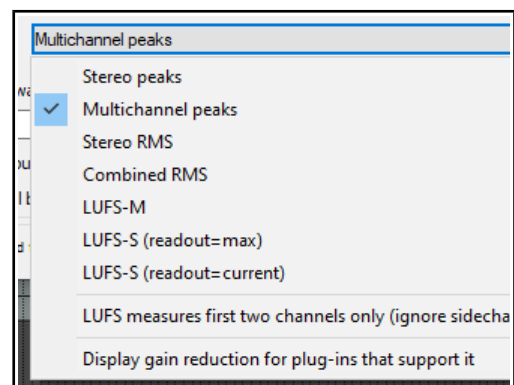 Multichannel peaks
Stereo peaks
Multichannel peaks
Stereo RMS
Combined RMS
LUFS-M
LUFS-S (readout=max)
LUFS-S (readout=current)
LUFS measures first two channels only (ignore
Display gain reduction for plug-ins that support it